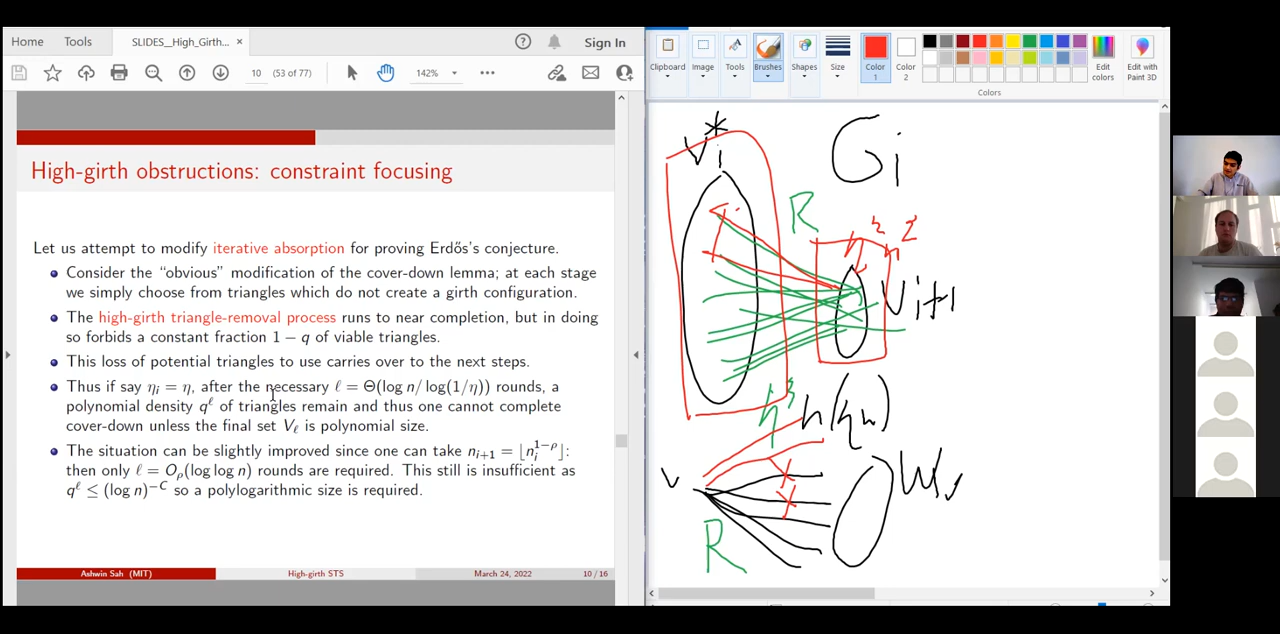 Home Tools SLIDES__High_Girth... × Sign In
10 (53 of 77) 142%
High-girth obstructions: constraint focusing
Let us attempt to modify iterative absorption for proving Erdős's conjecture.
Consider the “obvious” modification of the cover-down lemma; at each stage
we simply choose from triangles which do not create a girth configuration.
The high-girth triangle-removal process runs to near completion, but in doing
so forbids a constant fraction 1 − q of viable triangles.
This loss of potential triangles to use carries over to the next steps.
Thus if say ηᵢ = η, after the necessary ℓ = Θ(log n/ log(1/η)) rounds, a
polynomial density q^ℓ of triangles remain and thus one cannot complete
cover-down unless the final set V_ℓ is polynomial size.
The situation can be slightly improved since one can take n_{i+1} = ⌊n_i^{1−ρ}⌋:
then only ℓ = O_ρ(log log n) rounds are required. This still is insufficient as
q^ℓ ≤ (log n)^{−C} so a polylogarithmic size is required.
Ashwin Sah (MIT) High-girth STS March 24, 2022 10 / 16
Clipboard Image Tools Brushes Shapes Size Color 1 Color 2 Edit colors Edit with Paint 3D
Colors
V_i^* G_i
R η² n²
V_{i+1}
η³ n(ηn)
v W_v
R